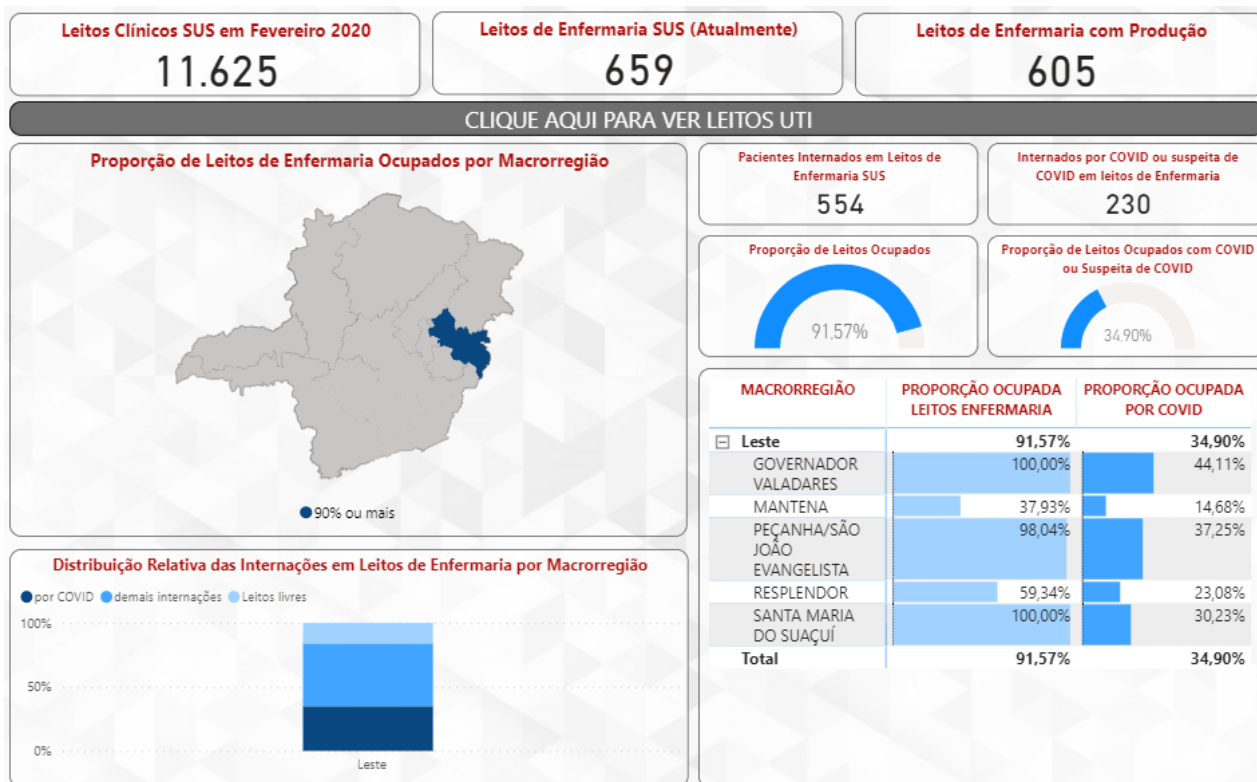 Leitos Clínicos SUS em Fevereiro 2020
11.625
Leitos de Enfermaria SUS (Atualmente)
659
Leitos de Enfermaria com Produção
605
CLIQUE AQUI PARA VER LEITOS UTI
Proporção de Leitos de Enfermaria Ocupados por Macrorregião
90% ou mais
Pacientes Internados em Leitos de
Enfermaria SUS
554
Internados por COVID ou suspeita de
COVID em leitos de Enfermaria
230
Proporção de Leitos Ocupados
91.57%
Proporção de Leitos Ocupados com COVID
ou Suspeita de COVID
34.90%
Distribuição Relativa das Internações em Leitos de Enfermaria por Macrorregião
por COVID demais internações Leitos livres
100%
50%
0%
Leste
MACRORREGIÃO
PROPORÇÃO OCUPADA
LEITOS ENFERMARIA
PROPORÇÃO OCUPADA
POR COVID
Leste 91,57% 34,90%
GOVERNADOR 100,00% 44,11%
VALADARES
MANTENA 37,93% 14,68%
PEÇANHA/SÃO 98,04% 37,25%
JOÃO
EVANGELISTA
RESPLENDOR 59,34% 23,08%
SANTA MARIA 100,00% 30,23%
DO SUAÇUÍ
Total 91,57% 34,90%